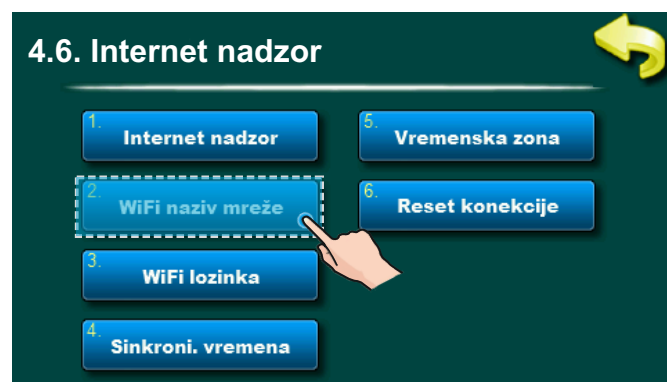 4.6. Internet nadzor
1.
Internet nadzor
2.
WiFi naziv mreže
3.
WiFi lozinka
4.
Sinkroni. vremena
5.
Vremenska zona
6.
Reset konekcije